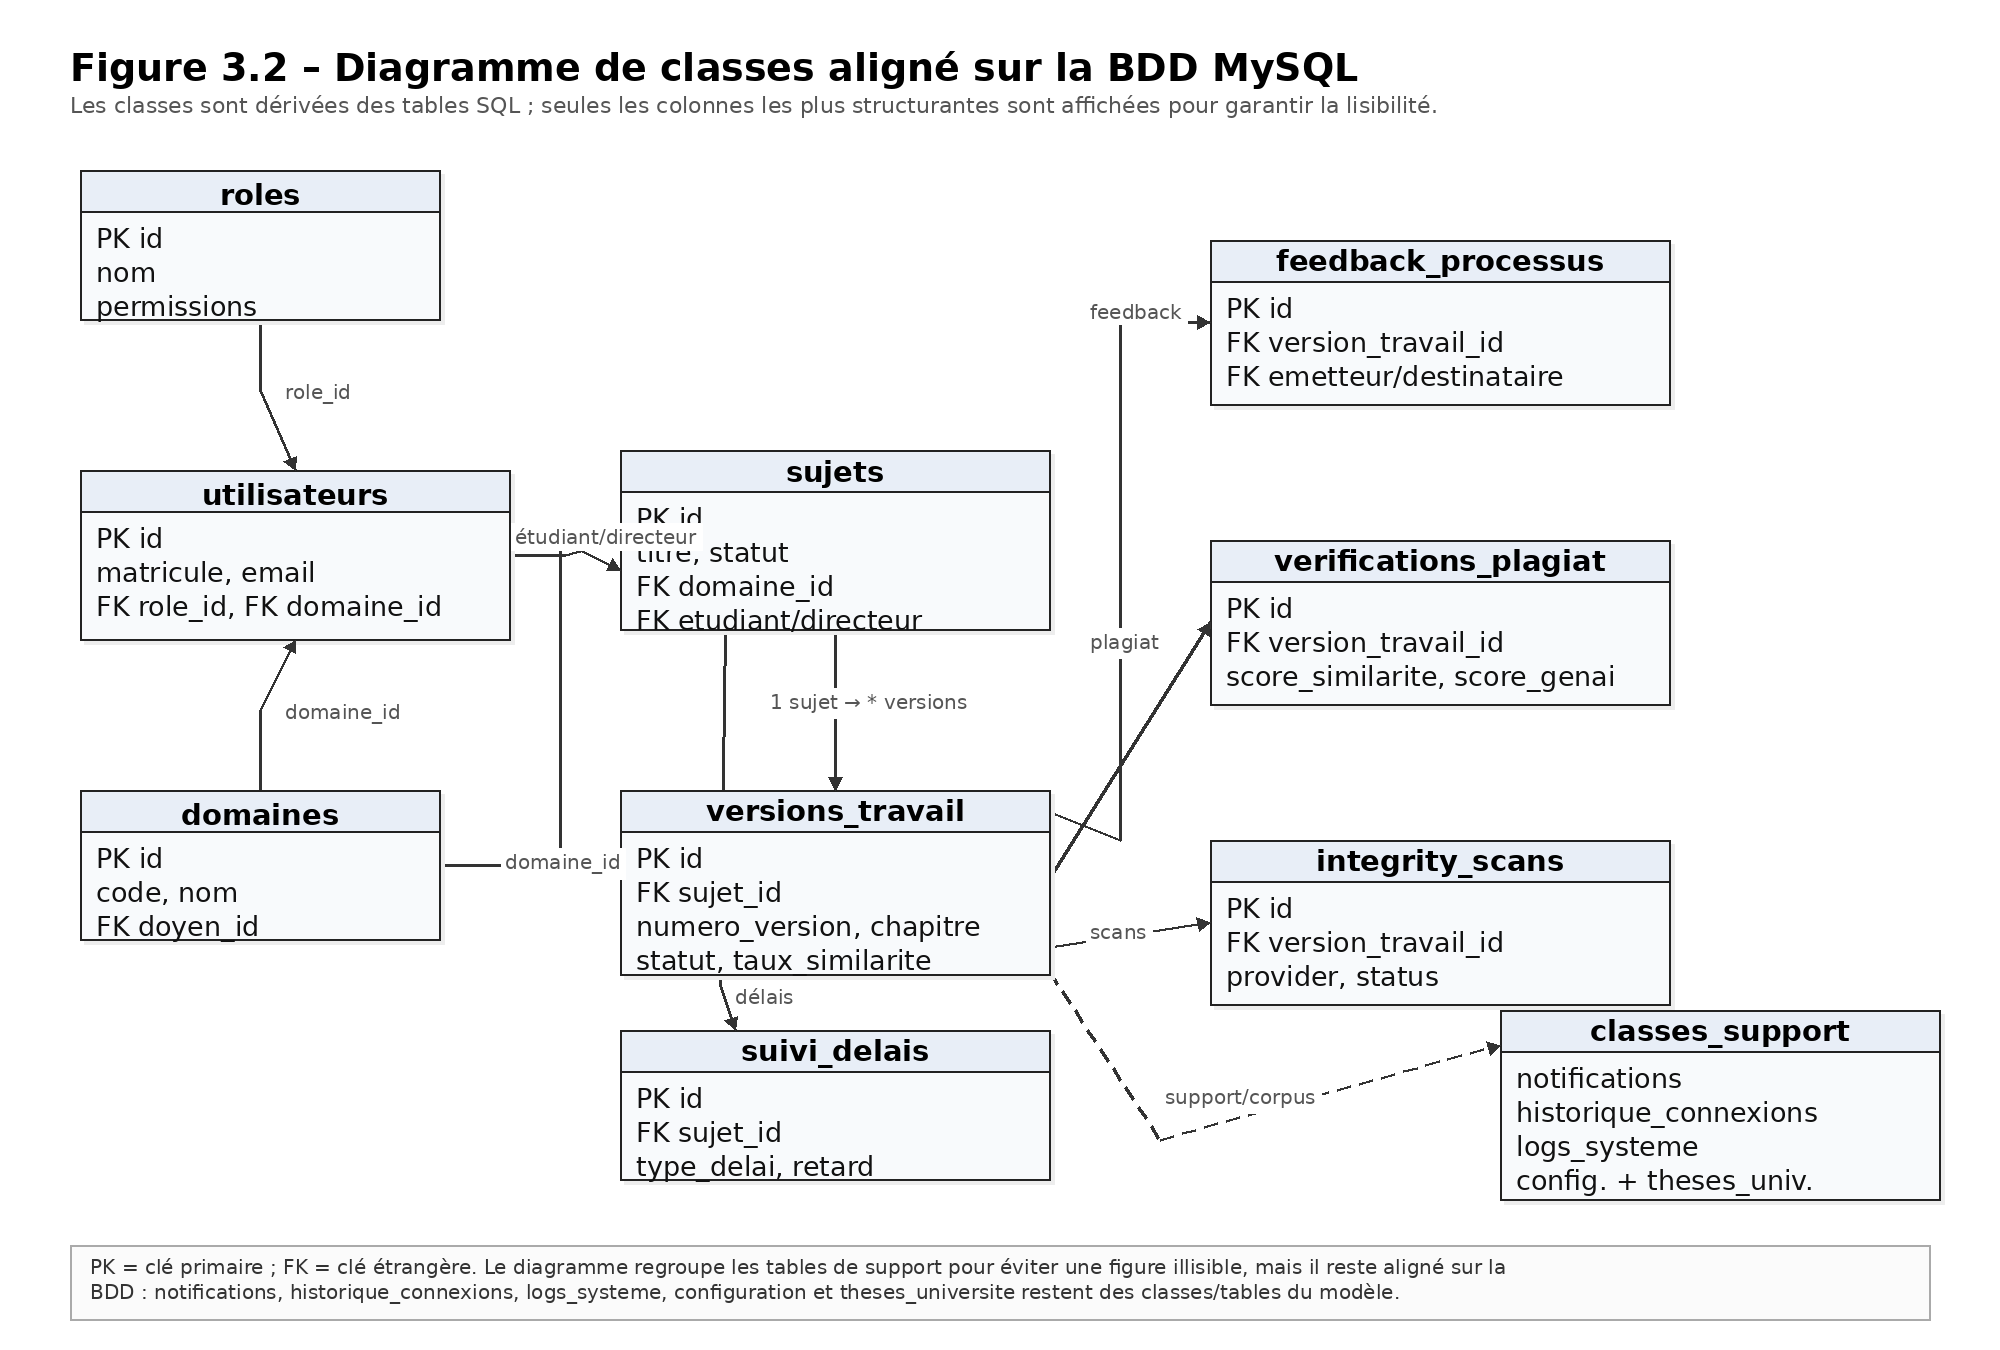 Figure 3.2 – Diagramme de classes aligné sur la BDD MySQL
Les classes sont dérivées des tables SQL ; seules les colonnes les plus structurantes sont affichées pour garantir la lisibilité.
roles
PK id
nom
permissions
role_id
utilisateurs
PK id
matricule, email
FK role_id, FK domaine_id
domaine_id
domaines
PK id
code, nom
FK doyen_id
étudiant/directeur
domaine_id
sujets
PK id
titre, statut
FK domaine_id
FK etudiant/directeur
1 sujet → * versions
versions_travail
PK id
FK sujet_id
numero_version, chapitre
statut, taux_similarite
délais
suivi_delais
PK id
FK sujet_id
type_delai, retard
feedback
feedback_processus
PK id
FK version_travail_id
FK emetteur/destinataire
plagiat
verifications_plagiat
PK id
FK version_travail_id
score_similarite, score_genai
scans
integrity_scans
PK id
FK version_travail_id
provider, status
support/corpus
classes_support
notifications
historique_connexions
logs_systeme
config. + theses_univ.
PK = clé primaire ; FK = clé étrangère. Le diagramme regroupe les tables de support pour éviter une figure illisible, mais il reste aligné sur la
BDD : notifications, historique_connexions, logs_systeme, configuration et theses_universite restent des classes/tables du modèle.